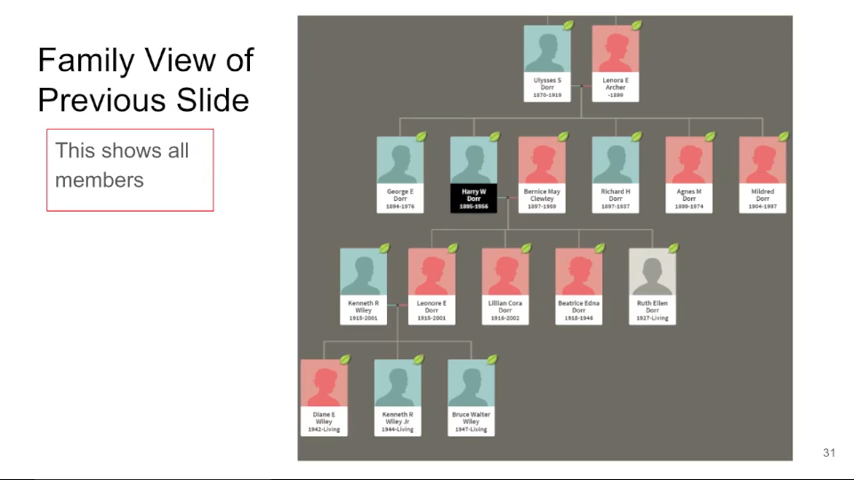 Family View of
Previous Slide
This shows all
members
Ulysses S
Dorr
1870-1919
Lenora E
Archer
-1899
George E
Dorr
1894-1976
Harry W
Dorr
1895-1956
Bernice May
Clewley
1897-1969
Richard H
Dorr
1897-1937
Agnes M
Dorr
1899-1974
Mildred
Dorr
1904-1997
Kenneth R
Wiley
1915-2001
Leonore E
Dorr
1915-2001
Lillian Cora
Dorr
1916-2002
Beatrice Edna
Dorr
1918-1946
Ruth Ellen
Dorr
1927-Living
Diane E
Wiley
1942-Living
Kenneth R
Wiley Jr
1944-Living
Bruce Walter
Wiley
1947-Living
31